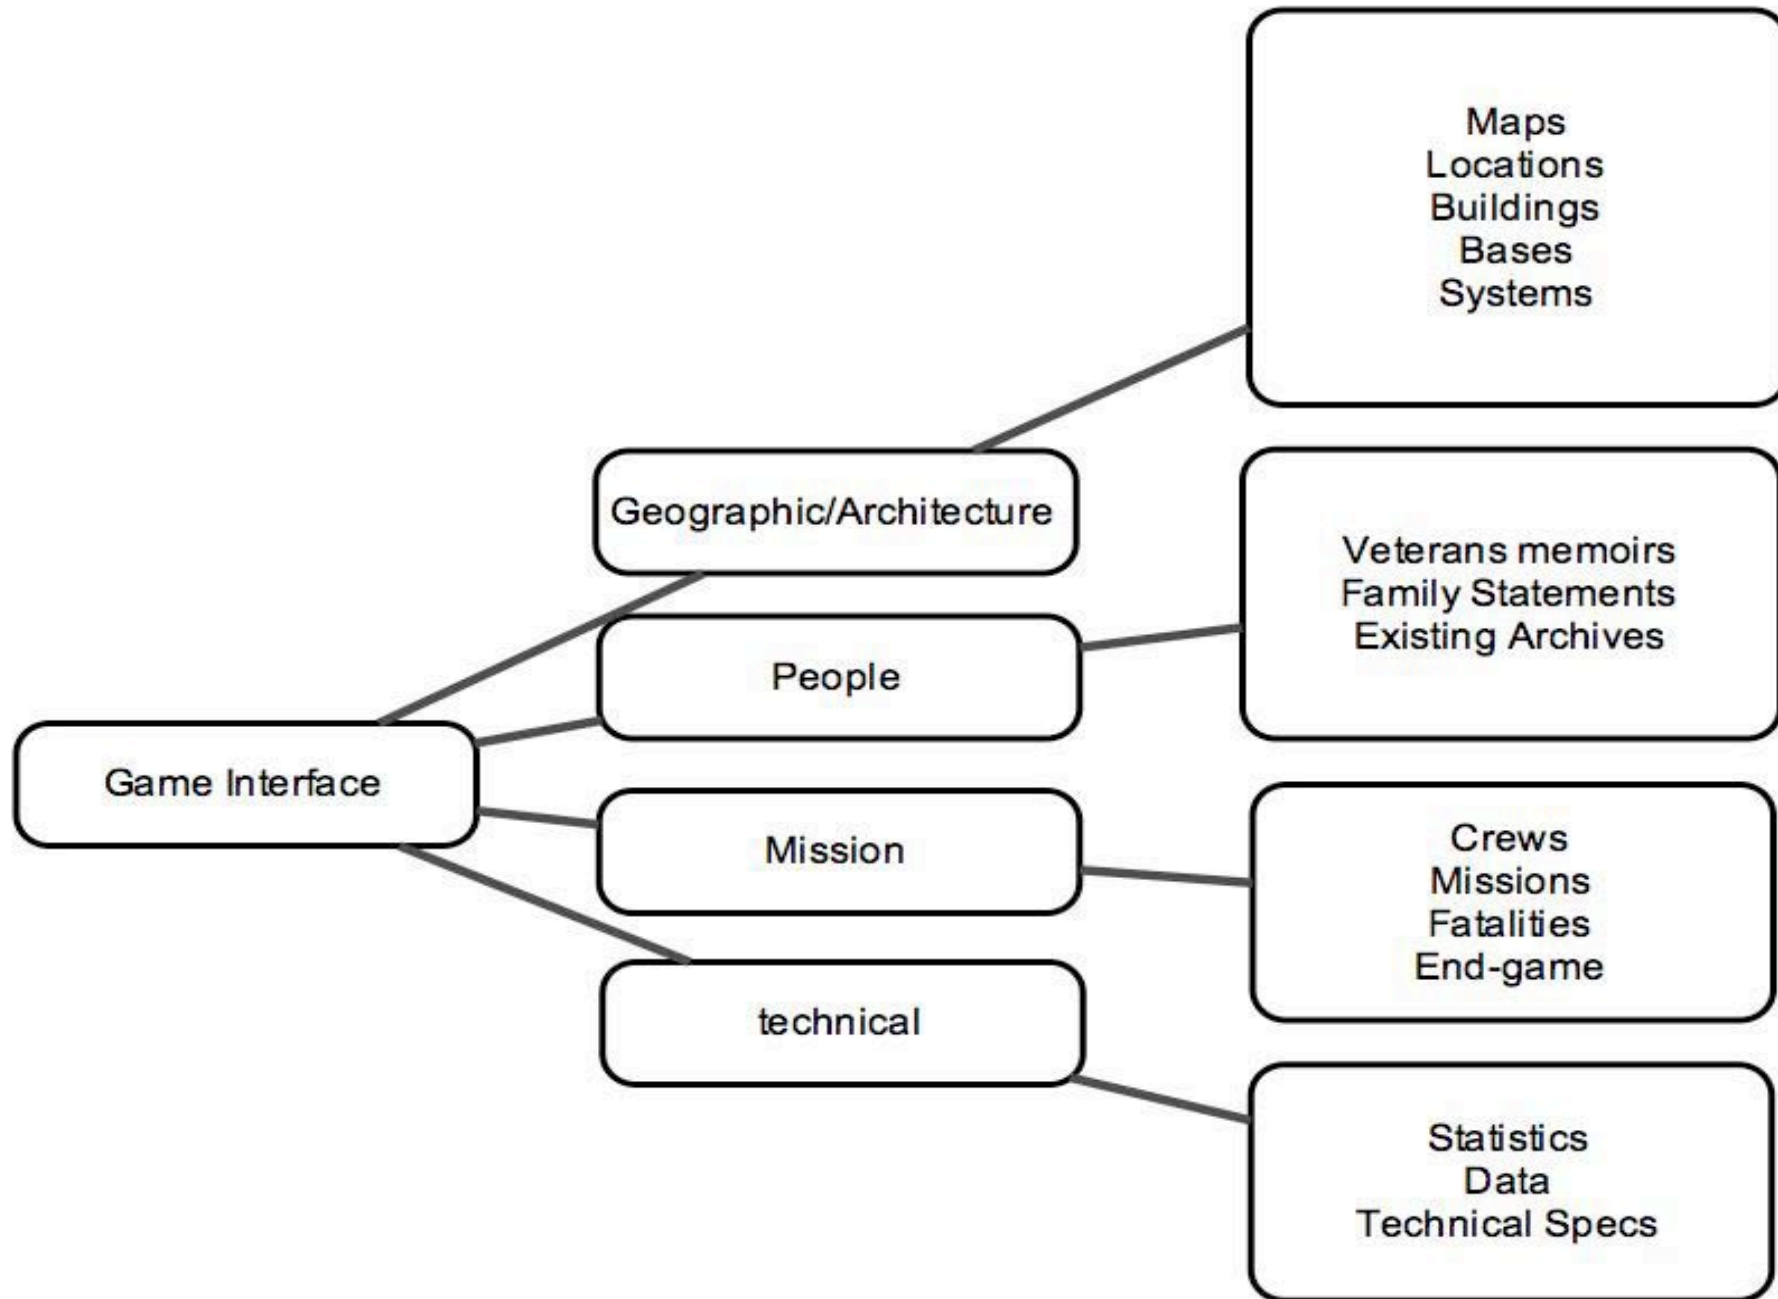 Game Interface
Geographic/Architecture
People
Mission
technical
Maps
Locations
Buildings
Bases
Systems
Veterans memoirs
Family Statements
Existing Archives
Crews
Missions
Fatalities
End-game
Statistics
Data
Technical Specs